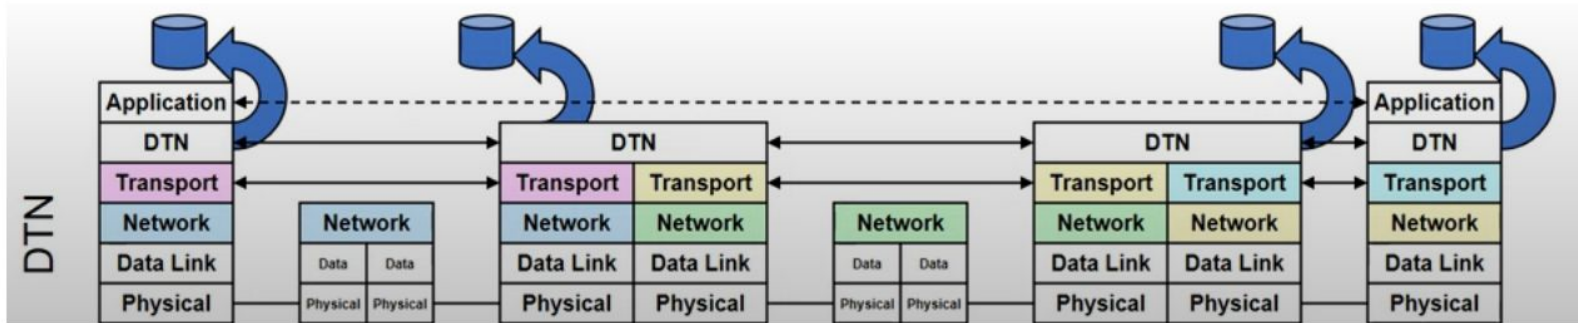 DTN
Application Application
DTN DTN DTN DTN
Transport Transport Transport Transport Transport Transport
Network Network Network Network Network Network Network Network
Data Link Data Data Data Link Data Link Data Data Data Link Data Link Data Link
Physical Physical Physical Physical Physical Physical Physical Physical Physical Physical